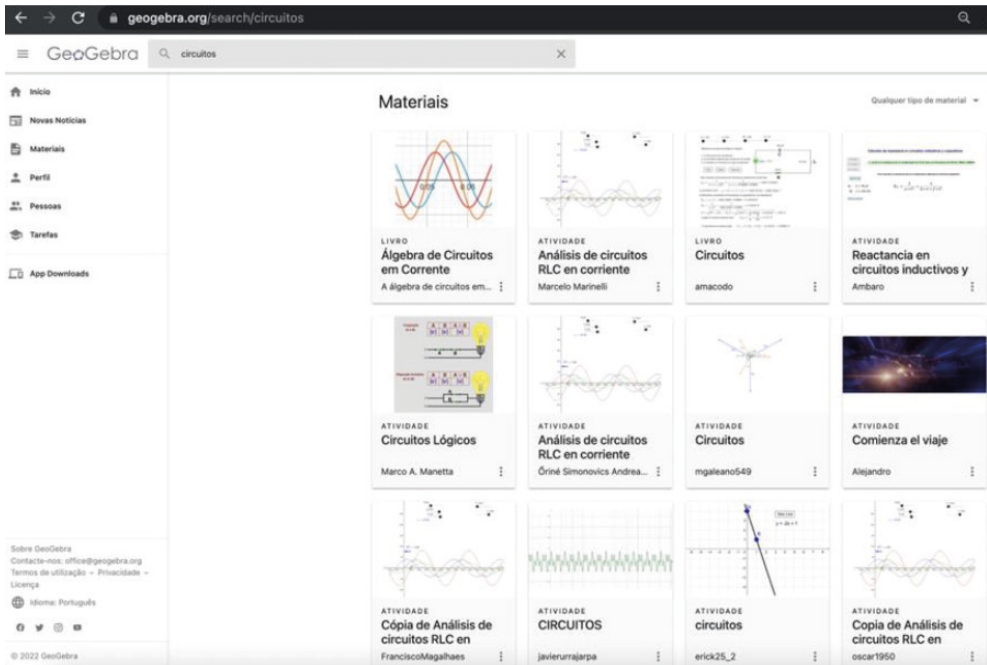 geogebra.org/search/circuitos
GeoGebra
circuitos
Início
Novas Notícias
Materiais
Perfil
Pessoas
Tarefas
App Downloads
Materiais
Qualquer tipo de material
LIVRO
Álgebra de Circuitos
em Corrente
A álgebra de circuitos em...
ATIVIDADE
Análisis de circuitos
RLC en corriente
Marcelo Marinelli
LIVRO
Circuitos
amacodo
ATIVIDADE
Reactancia en
circuitos inductivos y
Ambaro
ATIVIDADE
Circuitos Lógicos
Marco A. Manetta
ATIVIDADE
Análisis de circuitos
RLC en corriente
Óriné Simonovics Andrea...
ATIVIDADE
Circuitos
mgaleano549
ATIVIDADE
Comienza el viaje
Alejandro
ATIVIDADE
Cópia de Análisis de
circuitos RLC en
FranciscoMagalhaes
ATIVIDADE
CIRCUITOS
javierurrajarpa
ATIVIDADE
circuitos
erick25_2
ATIVIDADE
Copia de Análisis de
circuitos RLC en
oscar1950
Sobre GeoGebra
Contacte-nos: office@geogebra.org
Termos de utilização – Privacidade –
Licença
Idioma: Português
© 2022 GeoGebra